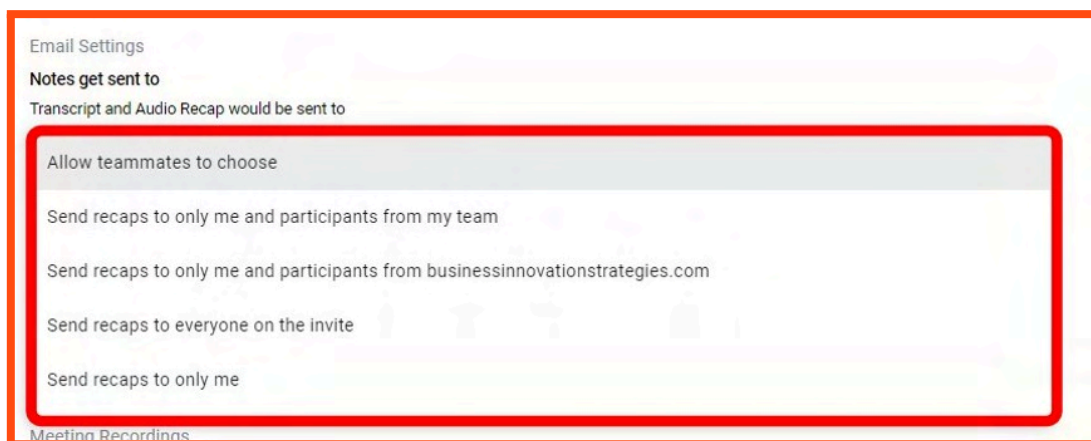 Email Settings
Notes get sent to
Transcript and Audio Recap would be sent to
Allow teammates to choose
Send recaps to only me and participants from my team
Send recaps to only me and participants from businessinnovationstrategies.com
Send recaps to everyone on the invite
Send recaps to only me
Meeting Recordings